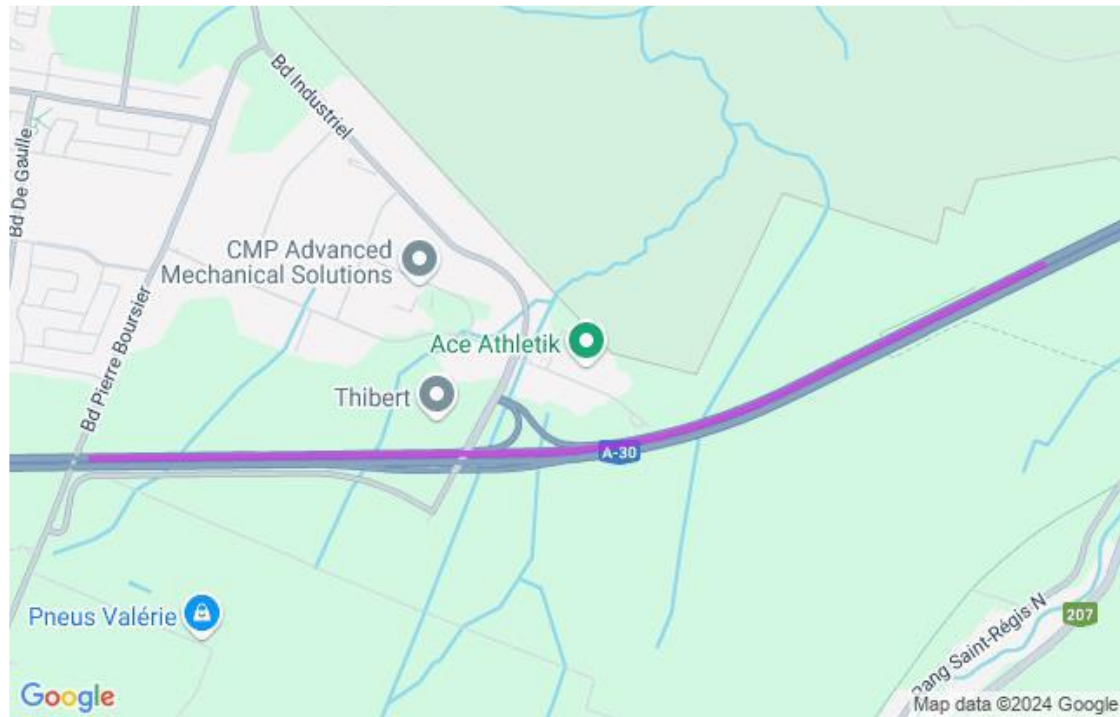 Bd Industriel
Bd De Gaulle
CMP Advanced
Mechanical Solutions
Bd Pierre Boursier
Ace Athletik
Thibert
A-30
Pneus Valérie
207
Rang Saint-Régis N
Google
Map data ©2024 Google